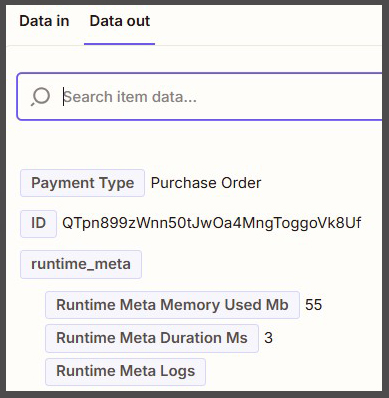 Data in Data out
Search item data...
Payment Type Purchase Order
ID QTpn899zWnn50tJwOa4MngToggoVk8Uf
runtime_meta
Runtime Meta Memory Used Mb 55
Runtime Meta Duration Ms 3
Runtime Meta Logs